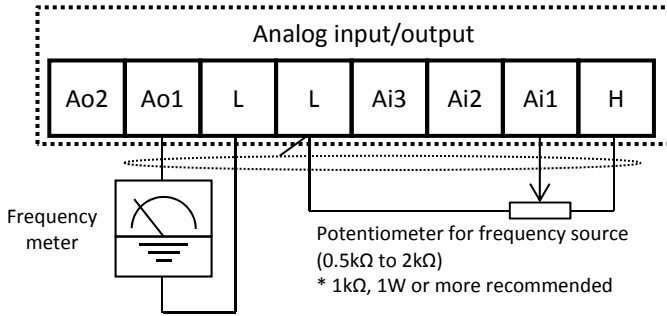 Analog input/output
Ao2 Ao1 L L Ai3 Ai2 Ai1 H
Frequency
meter
Potentiometer for frequency source
(0.5kΩ to 2kΩ)
* 1kΩ, 1W or more recommended